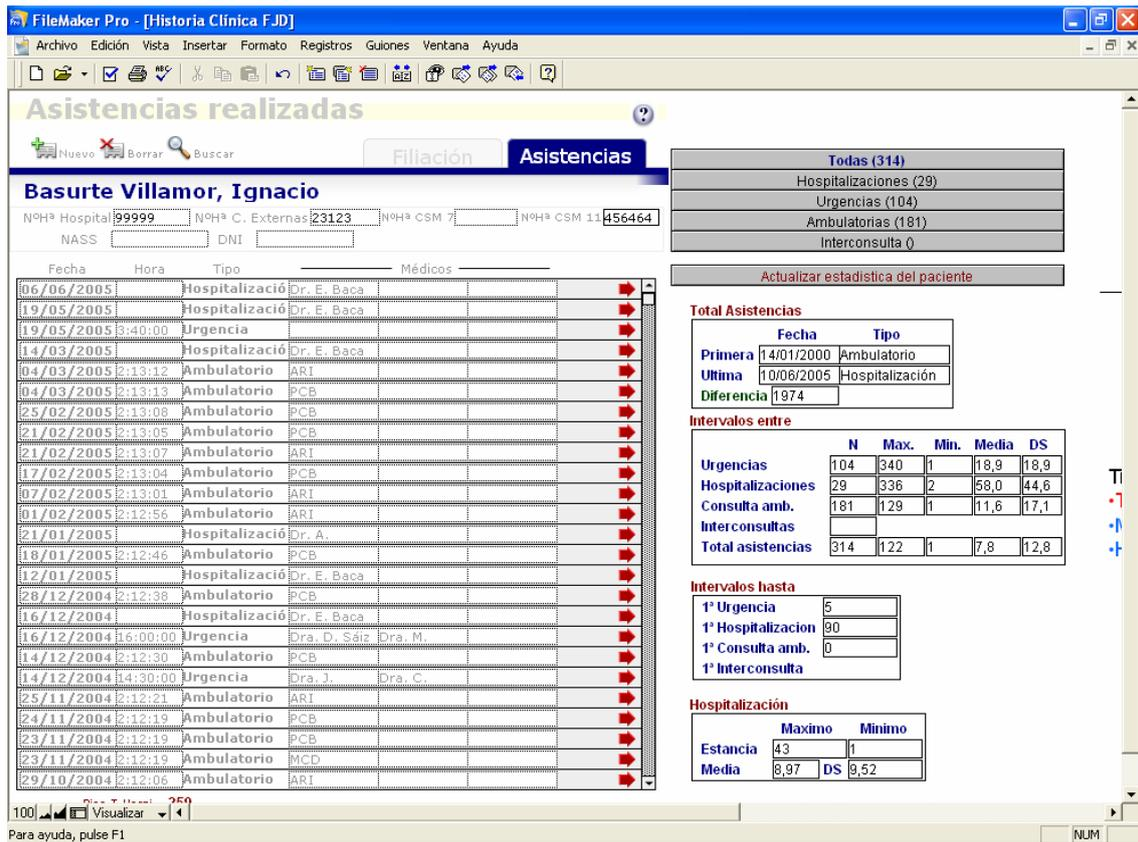 FileMaker Pro - [Historia Clínica FJD]
Archivo Edición Vista Insertar Formato Registros Guiones Ventana Ayuda
Asistencias realizadas
Nuevo Borrar Buscar
Filiación Asistencias
Basurte Villamor, Ignacio
NºHª Hospital 99999 NºHª C. Externas 23123 NºHª CSM 7 NºHª CSM 11 456464
NASS DNI
Fecha Hora Tipo Médicos
06/06/2005 Hospitalizació Dr. E. Baca
19/05/2005 Hospitalizació Dr. E. Baca
19/05/2005 3:40:00 Urgencia
14/03/2005 Hospitalizació Dr. E. Baca
04/03/2005 2:13:12 Ambulatorio ARI
04/03/2005 2:13:13 Ambulatorio PCB
25/02/2005 2:13:08 Ambulatorio PCB
21/02/2005 2:13:05 Ambulatorio PCB
21/02/2005 2:13:07 Ambulatorio ARI
17/02/2005 2:13:04 Ambulatorio PCB
07/02/2005 2:13:01 Ambulatorio ARI
01/02/2005 2:12:56 Ambulatorio ARI
21/01/2005 Hospitalizació Dr. A.
18/01/2005 2:12:46 Ambulatorio PCB
12/01/2005 Hospitalizació Dr. E. Baca
28/12/2004 2:12:38 Ambulatorio PCB
16/12/2004 Hospitalizació Dr. E. Baca
16/12/2004 16:00:00 Urgencia Dra. D. Sáiz Dra. M.
14/12/2004 2:12:30 Ambulatorio PCB
14/12/2004 14:30:00 Urgencia Dra. J. Dra. C.
25/11/2004 2:12:21 Ambulatorio ARI
24/11/2004 2:12:19 Ambulatorio PCB
23/11/2004 2:12:19 Ambulatorio PCB
23/11/2004 2:12:19 Ambulatorio MCD
29/10/2004 2:12:06 Ambulatorio ARI
Todas (314)
Hospitalizaciones (29)
Urgencias (104)
Ambulatorias (181)
Interconsulta ()
Actualizar estadistica del paciente
Total Asistencias
Fecha Tipo
Primera 14/01/2000 Ambulatorio
Ultima 10/06/2005 Hospitalización
Diferencia 1974
Intervalos entre
N Max. Min. Media DS
Urgencias 104 340 1 18,9 18,9
Hospitalizaciones 29 336 2 58,0 44,6
Consulta amb. 181 129 1 11,6 17,1
Interconsultas
Total asistencias 314 122 1 7,8 12,8
Intervalos hasta
1ª Urgencia 5
1ª Hospitalizacion 90
1ª Consulta amb. 0
1ª Interconsulta
Hospitalización
Maximo Minimo
Estancia 43 1
Media 8,97 DS 9,52
100 Visualizar
Para ayuda, pulse F1 NUM